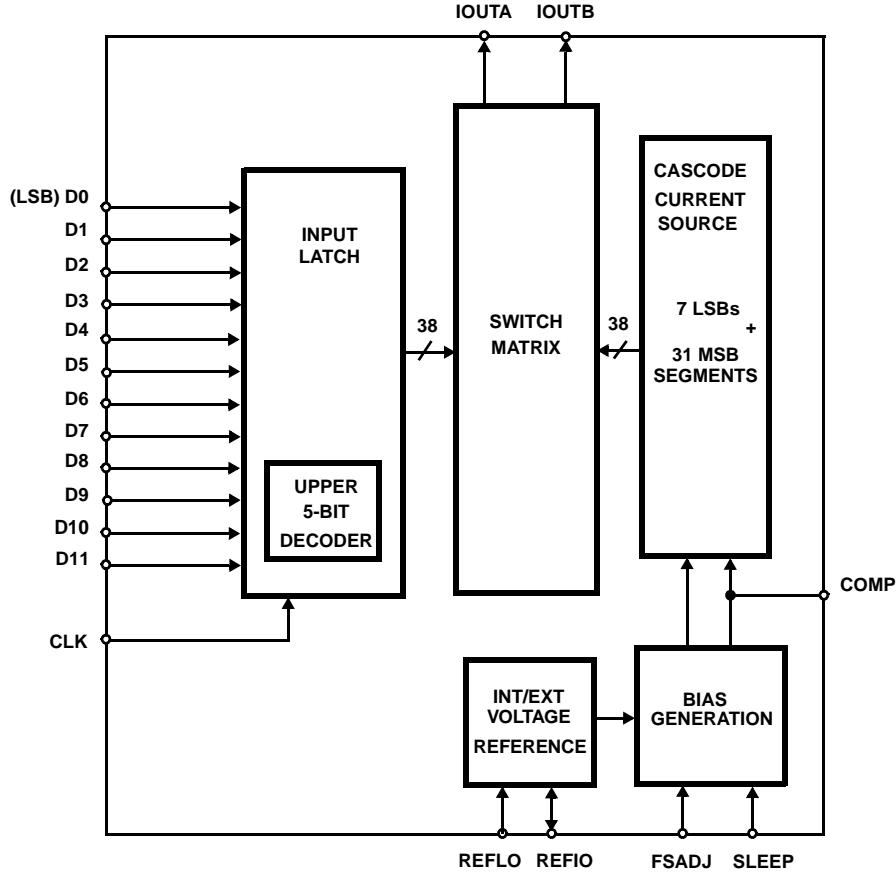 IOUTA IOUTB
(LSB) D0
D1
D2
D3
D4
D5
D6
D7
D8
D9
D10
D11
CLK
INPUT
LATCH
UPPER
5-BIT
DECODER
38
SWITCH
MATRIX
38
CASCODE
CURRENT
SOURCE
7 LSBs
+
31 MSB
SEGMENTS
COMP
INT/EXT
VOLTAGE
REFERENCE
BIAS
GENERATION
REFLO REFIO FSADJ SLEEP